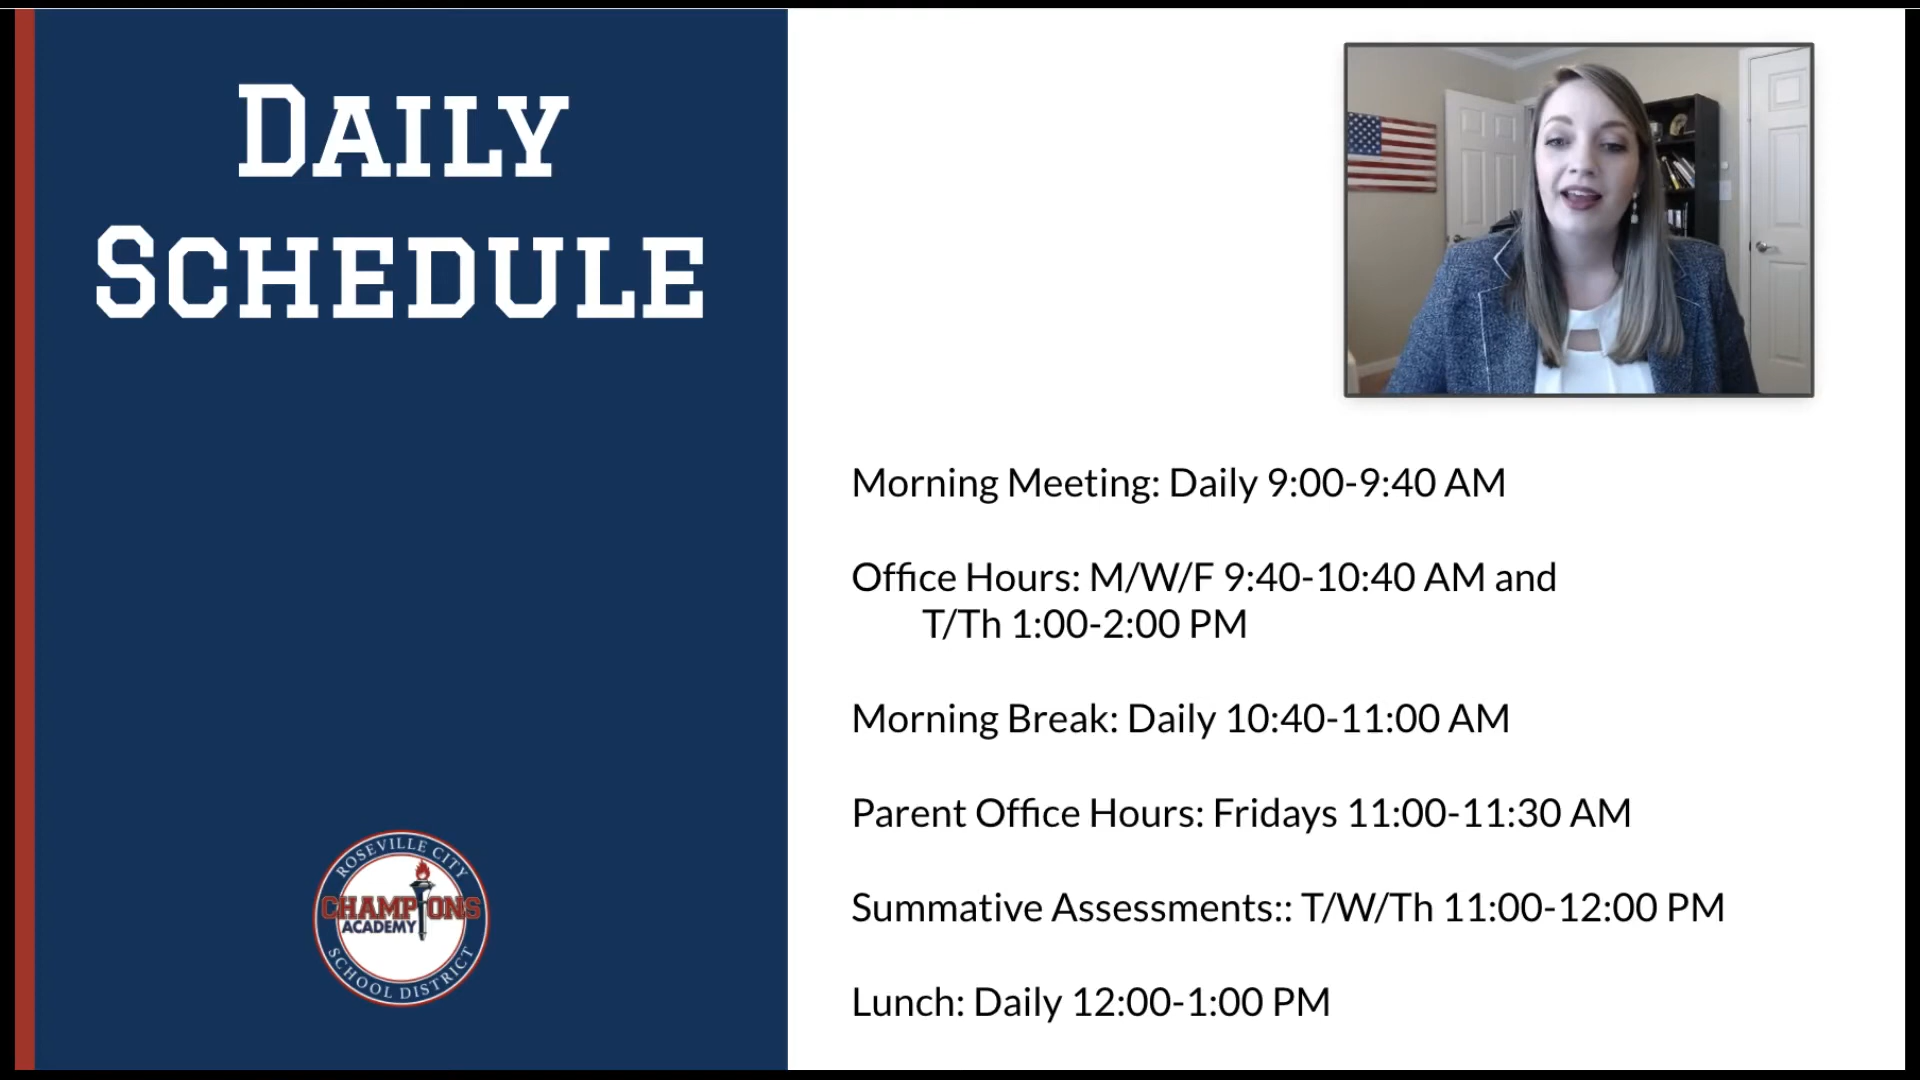 Daily
Schedule
Morning Meeting: Daily 9:00-9:40 AM
Office Hours: M/W/F 9:40-10:40 AM and
T/Th 1:00-2:00 PM
Morning Break: Daily 10:40-11:00 AM
Parent Office Hours: Fridays 11:00-11:30 AM
Summative Assessments:: T/W/Th 11:00-12:00 PM
Lunch: Daily 12:00-1:00 PM
ROSEVILLE CITY
CHAMPIONS
ACADEMY
SCHOOL DISTRICT